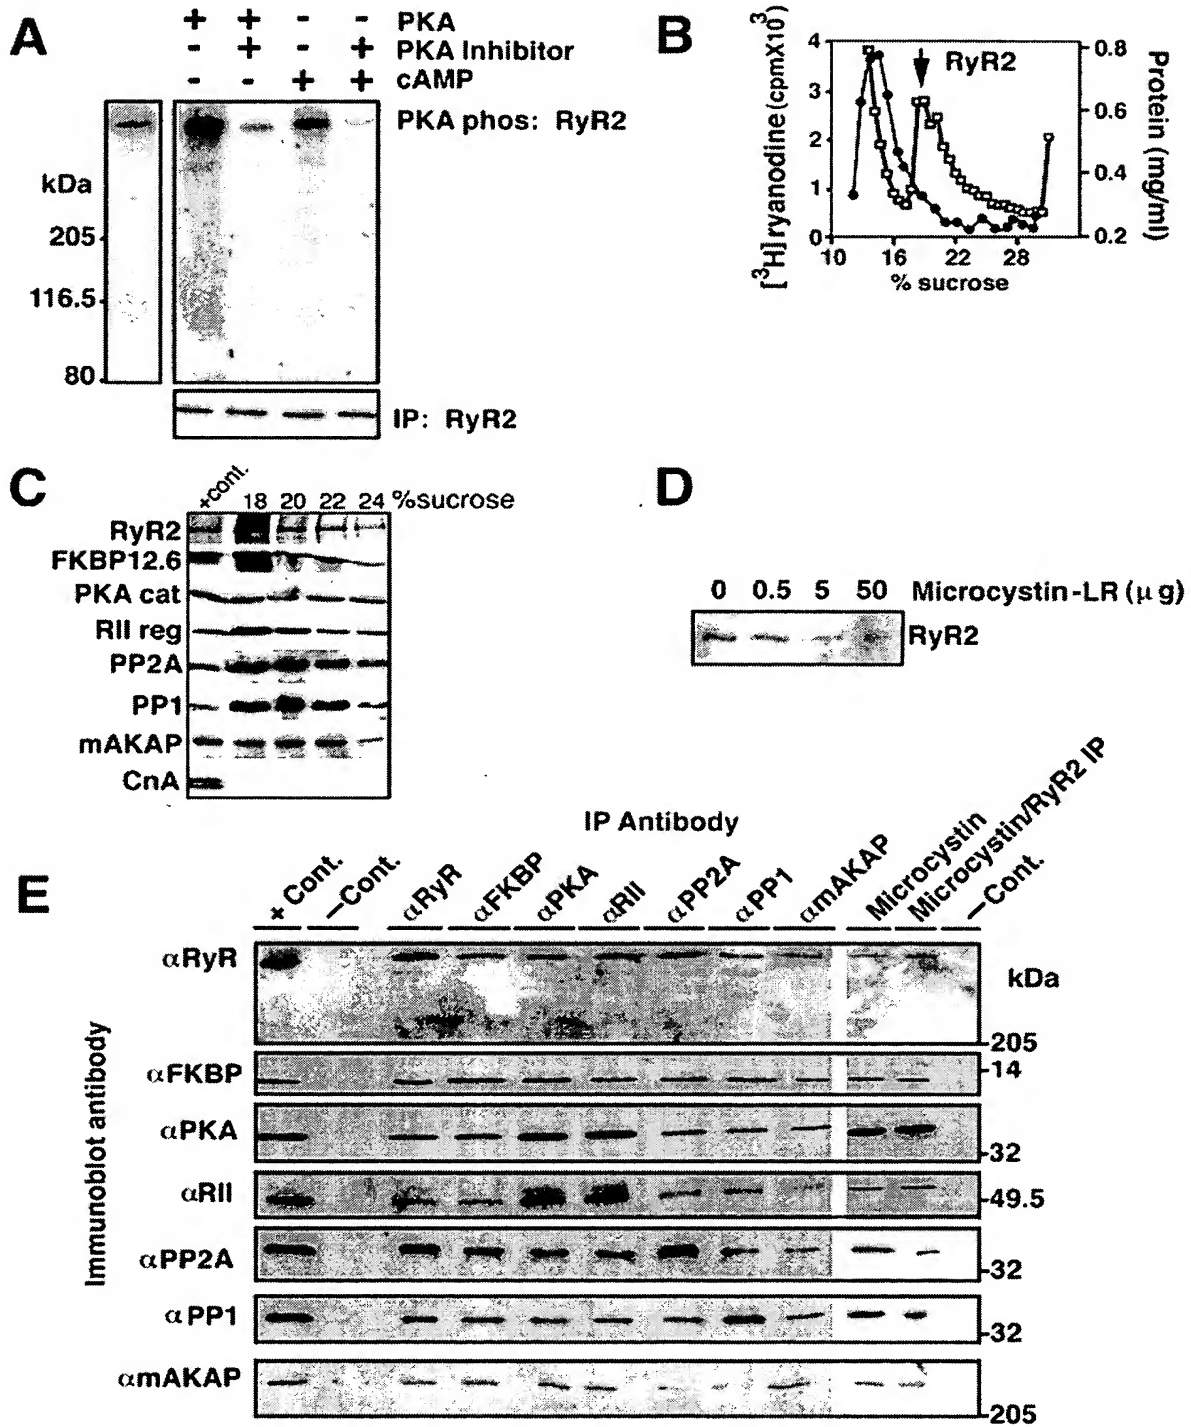 A
+ + - - PKA
- + - + PKA Inhibitor
- - + + cAMP
PKA phos: RyR2
kDa
205
116.5
80
IP: RyR2
B
[3H] ryanodine (cpmX103)
4
3
2
1
0
RyR2
0.8
0.6
0.4
0.2
Protein (mg/ml)
10 16 22 28
% sucrose
C
+cont. 18 20 22 24 %sucrose
RyR2
FKBP12.6
PKA cat
RII reg
PP2A
PP1
mAKAP
CnA
D
0 0.5 5 50 Microcystin-LR (μg)
RyR2
E
IP Antibody
+ Cont. –Cont. αRyR αFKBP αPKA αRII αPP2A αPP1 αmAKAP Microcystin Microcystin/RyR2 IP –Cont.
Immunoblot antibody
αRyR
kDa
205
αFKBP
14
αPKA
32
αRII
49.5
αPP2A
32
αPP1
32
αmAKAP
205